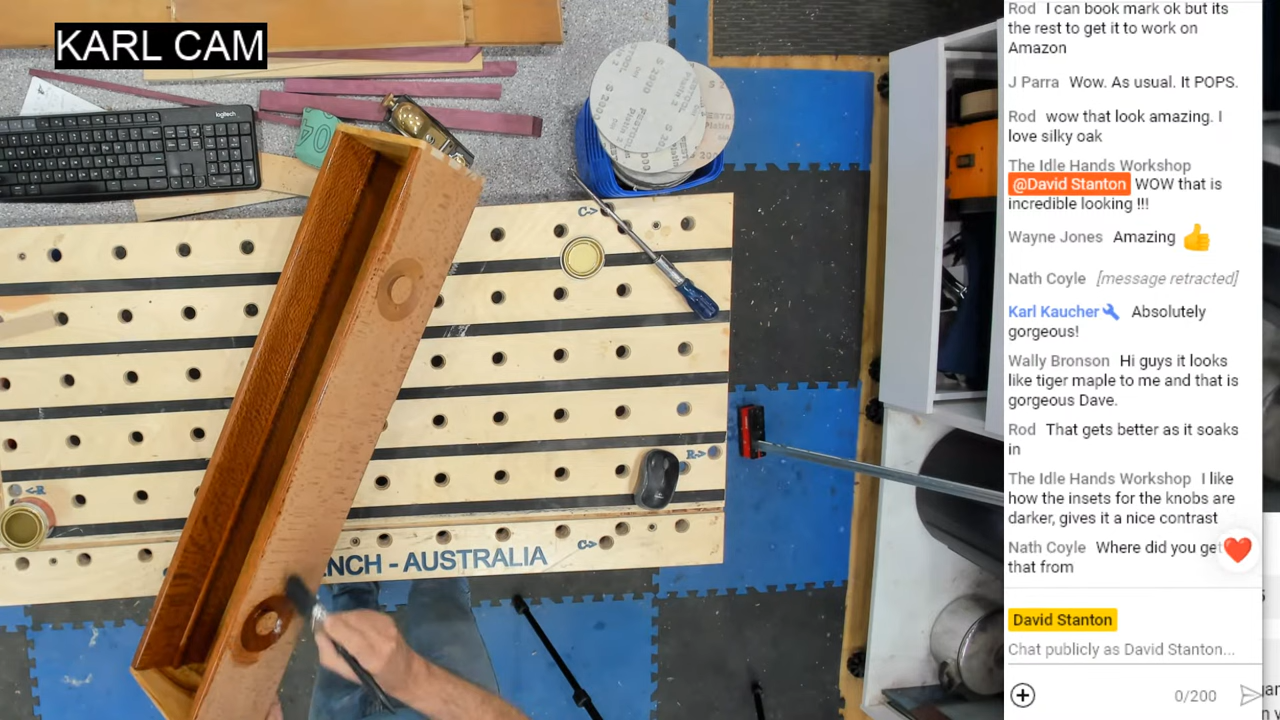 KARL CAM
logitech
C->
R->
<-R
C->
NCH - AUSTRALIA
Rod I can book mark ok but its
the rest to get it to work on
Amazon
J Parra Wow. As usual. It POPS.
Rod wow that look amazing. I
love silky oak
The Idle Hands Workshop
@David Stanton WOW that is
incredible looking !!!
Wayne Jones Amazing 👍
Nath Coyle [message retracted]
Karl Kaucher Absolutely
gorgeous!
Wally Bronson Hi guys it looks
like tiger maple to me and that is
gorgeous Dave.
Rod That gets better as it soaks
in
The Idle Hands Workshop I like
how the insets for the knobs are
darker, gives it a nice contrast
Nath Coyle Where did you get
that from
David Stanton
Chat publicly as David Stanton...
0/200